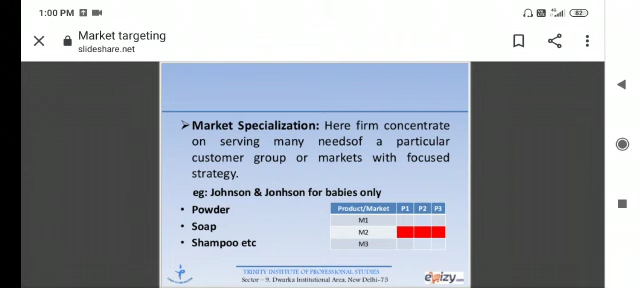 1:00 PM
4G
82
Market targeting
slideshare.net
➢Market Specialization: Here firm concentrate
on serving many needsof a particular
customer group or markets with focused
strategy.
eg: Johnson & Jonhson for babies only
• Powder
• Soap
• Shampoo etc
Product/Market P1 P2 P3
M1
M2
M3
TRINITY INSTITUTE OF PROFESSIONAL STUDIES
Sector – 9, Dwarka Institutional Area, New Delhi-75